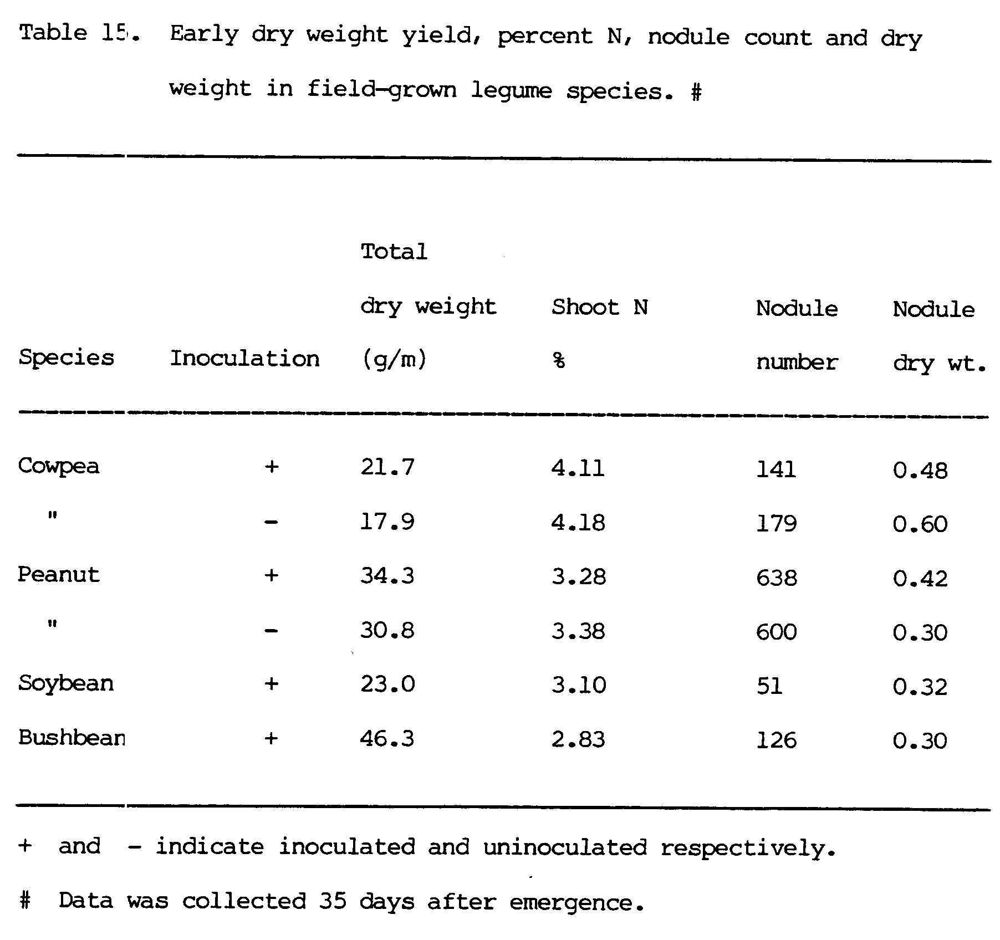 Table 15. Early dry weight yield, percent N, nodule count and dry
weight in field-grown legume species. #
Total
dry weight Shoot N Nodule Nodule
Species Inoculation (g/m) % number dry wt.
Cowpea + 21.7 4.11 141 0.48
" - 17.9 4.18 179 0.60
Peanut + 34.3 3.28 638 0.42
" - 30.8 3.38 600 0.30
Soybean + 23.0 3.10 51 0.32
Bushbean + 46.3 2.83 126 0.30
+ and - indicate inoculated and uninoculated respectively.
# Data was collected 35 days after emergence.